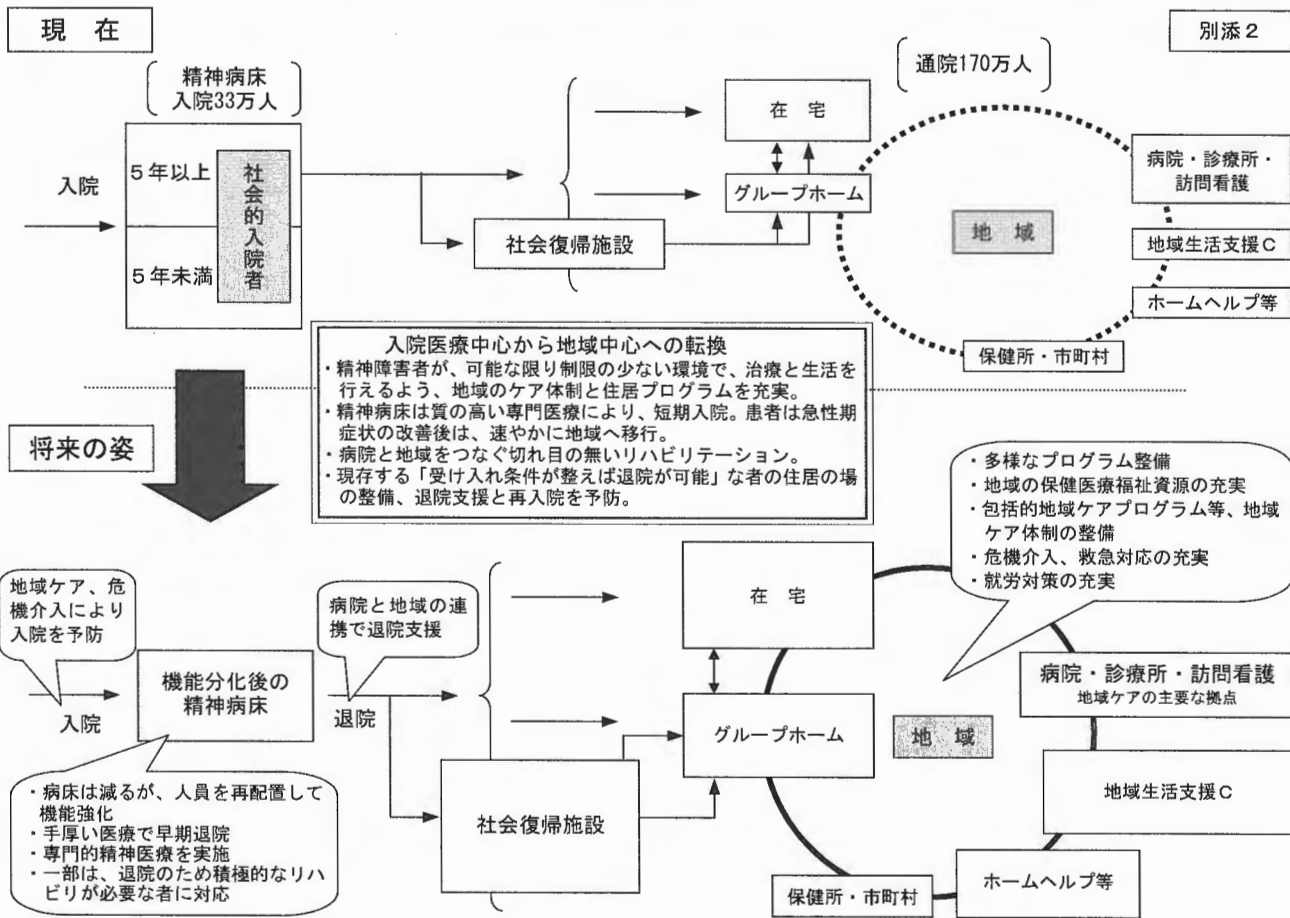 現 在
別添２
精神病床
入院33万人
通院170万人
入院
５年以上
５年未満
社会的入院者
社会復帰施設
在 宅
グループホーム
地 域
病院・診療所・
訪問看護
地域生活支援Ｃ
ホームヘルプ等
保健所・市町村
入院医療中心から地域中心への転換
・精神障害者が、可能な限り制限の少ない環境で、治療と生活を
行えるよう、地域のケア体制と住居プログラムを充実。
・精神病床は質の高い専門医療により、短期入院。患者は急性期
症状の改善後は、速やかに地域へ移行。
・病院と地域をつなぐ切れ目の無いリハビリテーション。
・現存する「受け入れ条件が整えば退院が可能」な者の住居の場
の整備、退院支援と再入院を予防。
将来の姿
地域ケア、危
機介入により
入院を予防
入院
機能分化後の
精神病床
病院と地域の連
携で退院支援
退院
・病床は減るが、人員を再配置して
機能強化
・手厚い医療で早期退院
・専門的精神医療を実施
・一部は、退院のため積極的なリハ
ビリが必要な者に対応
社会復帰施設
在 宅
グループホーム
地 域
・多様なプログラム整備
・地域の保健医療福祉資源の充実
・包括的地域ケアプログラム等、地域
ケア体制の整備
・危機介入、救急対応の充実
・就労対策の充実
病院・診療所・訪問看護
地域ケアの主要な拠点
地域生活支援Ｃ
ホームヘルプ等
保健所・市町村